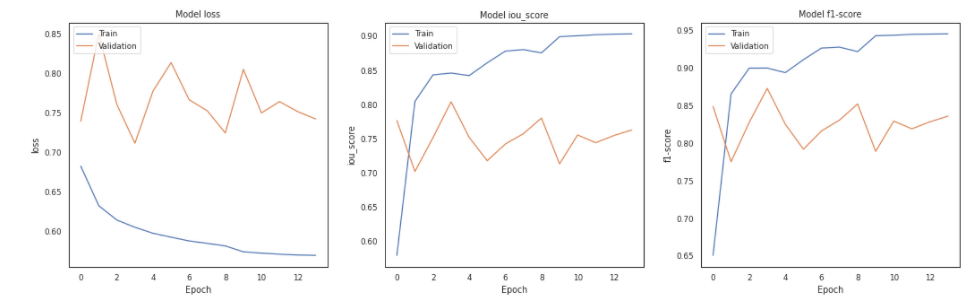 Model loss
Train
Validation
0.85
0.80
0.75
0.70
0.65
0.60
loss
0 2 4 6 8 10 12
Epoch
Model iou_score
Train
Validation
0.90
0.85
0.80
0.75
0.70
0.65
0.60
iou_score
0 2 4 6 8 10 12
Epoch
Model f1-score
Train
Validation
0.95
0.90
0.85
0.80
0.75
0.70
0.65
f1-score
0 2 4 6 8 10 12
Epoch